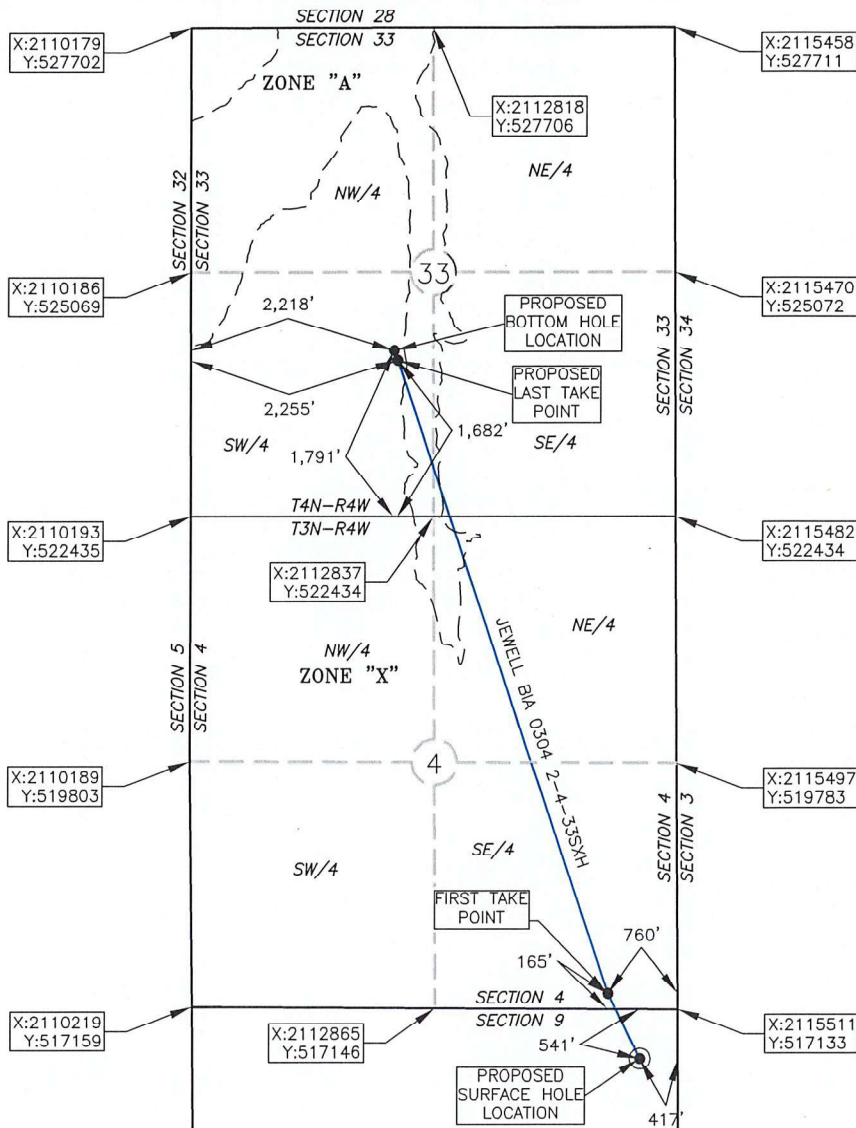 SECTION 28
SECTION 33
X:2110179
Y:527702
X:2115458
Y:527711
ZONE "A"
X:2112818
Y:527706
NE/4
NW/4
SECTION 32
SECTION 33
33
X:2110186
Y:525069
X:2115470
Y:525072
2,218'
PROPOSED
BOTTOM HOLE
LOCATION
SECTION 33
SECTION 34
PROPOSED
LAST TAKE
POINT
2,255'
1,682'
SW/4
1,791'
SE/4
T4N-R4W
T3N-R4W
X:2110193
Y:522435
X:2115482
Y:522434
X:2112837
Y:522434
NE/4
NW/4
ZONE "X"
SECTION 5
SECTION 4
JEWELL BIA 0304 2-4-33SXH
4
X:2110189
Y:519803
X:2115497
Y:519783
SECTION 4
SECTION 3
SE/4
SW/4
FIRST TAKE
POINT
760'
165'
SECTION 4
SECTION 9
X:2110219
Y:517159
X:2112865
Y:517146
541'
X:2115511
Y:517133
PROPOSED
SURFACE HOLE
LOCATION
417'